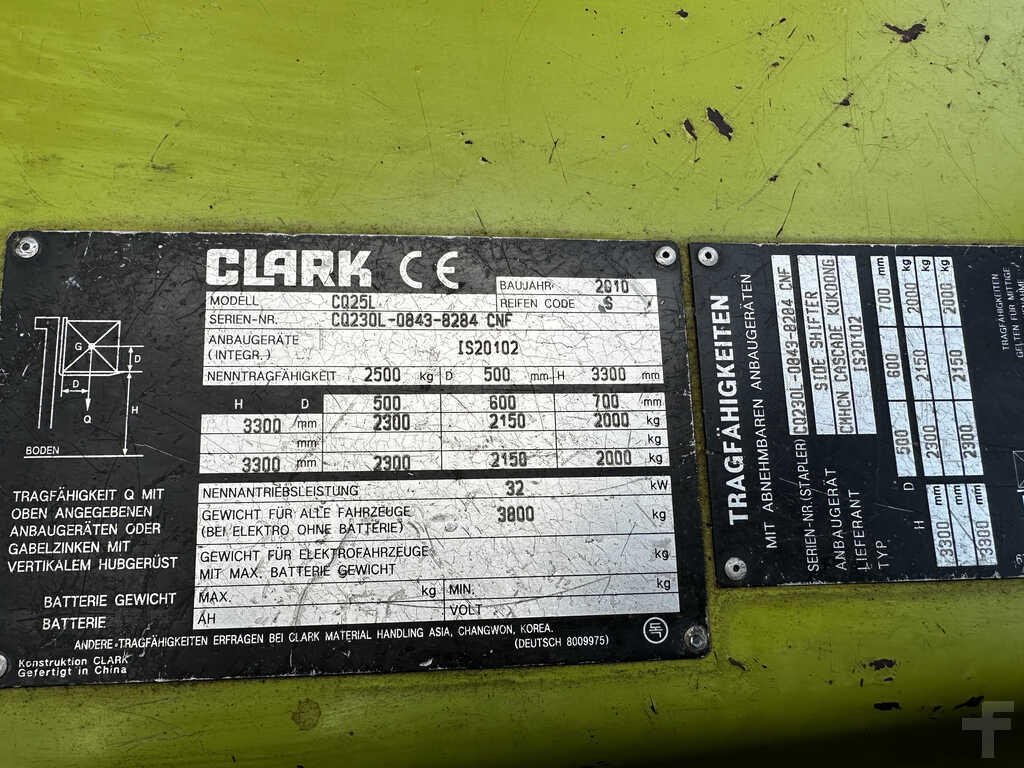 CLARK CE
BAUJAHR 2010
MODELL CQ25L REIFEN CODE S
SERIEN-NR. CQ230L-0843-8284 CNF
ANBAUGERÄTE
(INTEGR.) IS20102
NENNTRAGFÄHIGKEIT 2500 kg D 500 mm H 3300 mm
H D 500 600 700 mm
3300 mm 2300 2150 2000 kg
mm kg
3300 mm 2300 2150 2000 kg
G
D
D
H
Q
BODEN
TRAGFÄHIGKEIT Q MIT
OBEN ANGEGEBENEN
ANBAUGERÄTEN ODER
GABELZINKEN MIT
VERTIKALEM HUBGERÜST
NENNANTRIEBSLEISTUNG 32 kW
GEWICHT FÜR ALLE FAHRZEUGE 3800 kg
(BEI ELEKTRO OHNE BATTERIE)
GEWICHT FÜR ELEKTROFAHRZEUGE kg
MIT MAX. BATTERIE GEWICHT
BATTERIE GEWICHT MAX. kg MIN. kg
BATTERIE AH VOLT
ANDERE-TRAGFÄHIGKEITEN ERFRAGEN BEI CLARK MATERIAL HANDLING ASIA, CHANGWON, KOREA.
(DEUTSCH 8009975)
Konstruktion CLARK
Gefertigt in China
TRAGFÄHIGKEITEN
MIT ABNEHMBAREN ANBAUGERÄTEN
SERIEN-NR.(STAPLER) CQ230L-0843-8284 CNF
ANBAUGERÄT SIDE SHIFTER
LIEFERANT CMHCN CASCADE KUKDONG
TYP IS20102
H D 500 600 700 mm
3300 mm 2300 2150 2000 kg
3300 mm 2300 2150 2000 kg
TRAGFÄHIGKEITEN
GELTEN FÜR MITTIGE